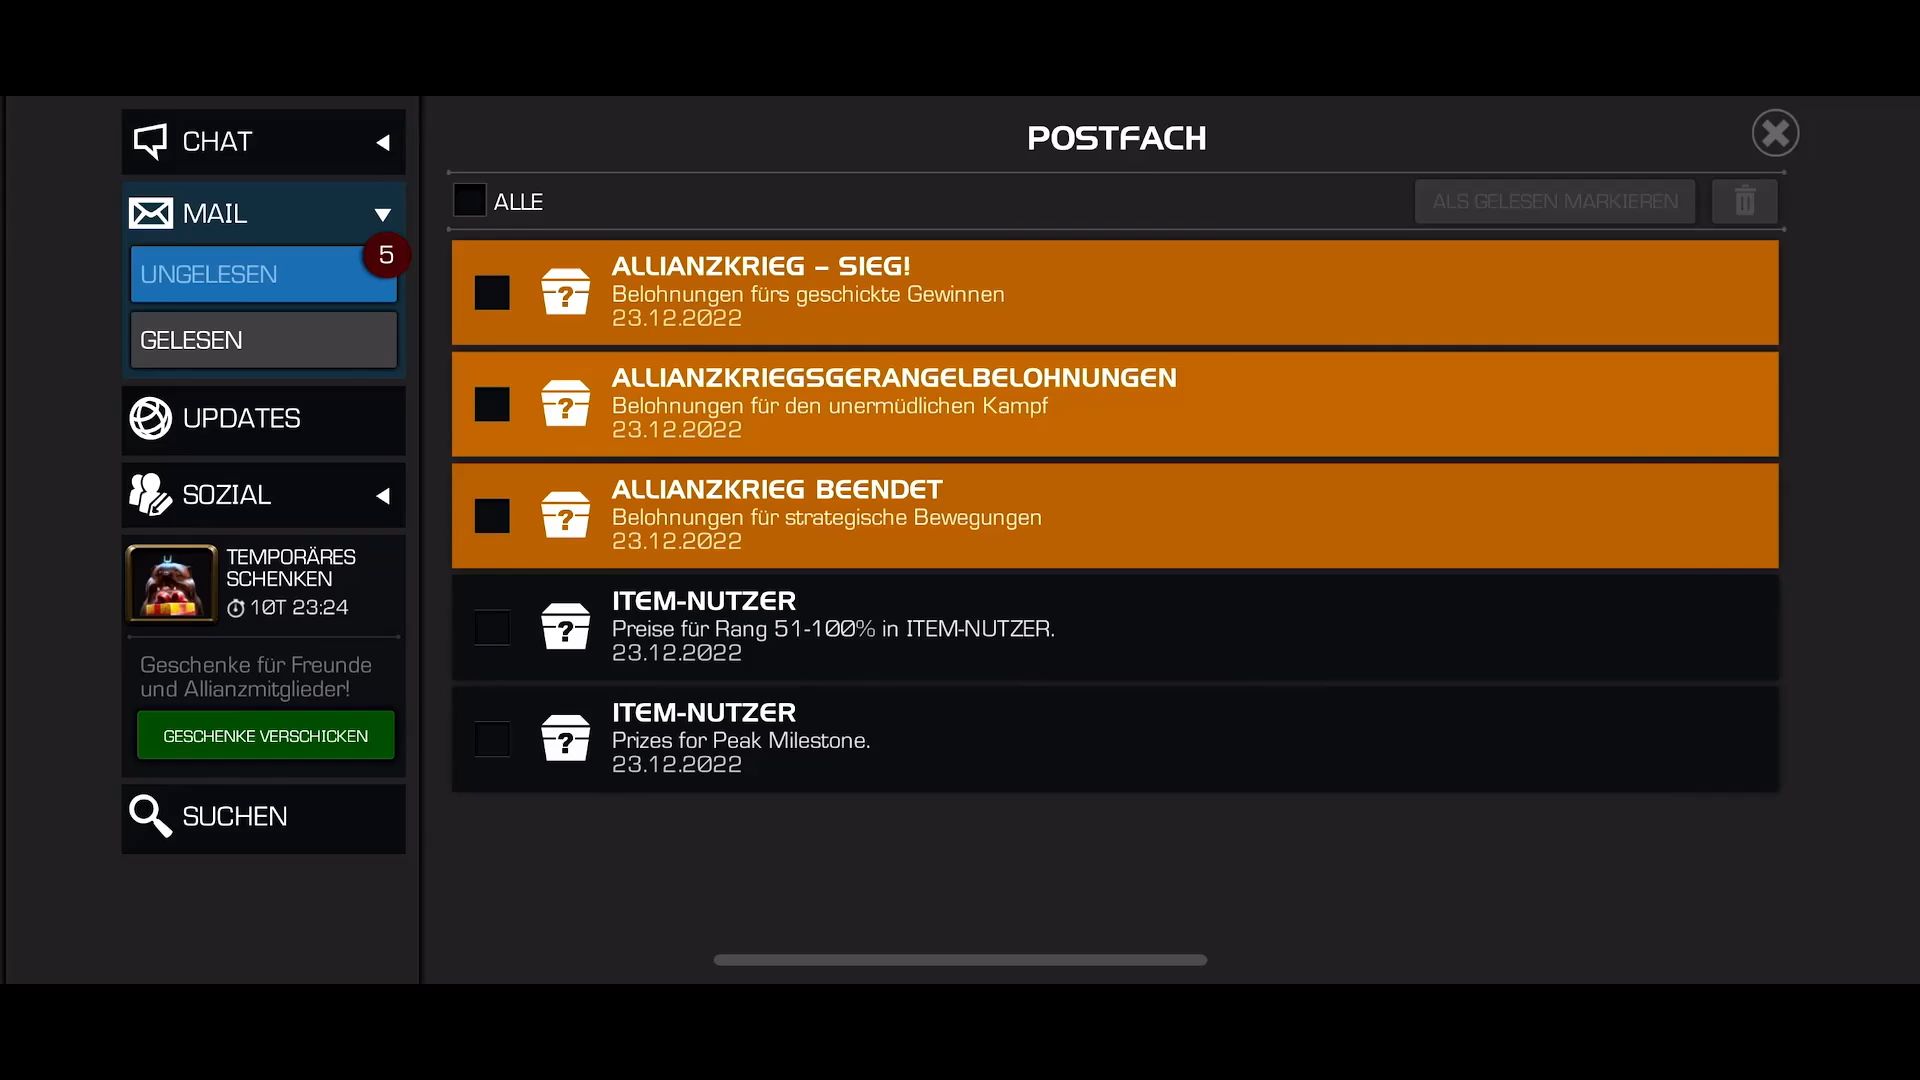 CHAT
MAIL
5
UNGELESEN
GELESEN
UPDATES
SOZIAL
TEMPORÄRES
SCHENKEN
10T 23:24
Geschenke für Freunde
und Allianzmitglieder!
GESCHENKE VERSCHICKEN
SUCHEN
POSTFACH
ALLE
ALS GELESEN MARKIEREN
?
ALLIANZKRIEG – SIEG!
Belohnungen fürs geschickte Gewinnen
23.12.2022
?
ALLIANZKRIEGSGERANGELBELOHNUNGEN
Belohnungen für den unermüdlichen Kampf
23.12.2022
?
ALLIANZKRIEG BEENDET
Belohnungen für strategische Bewegungen
23.12.2022
?
ITEM-NUTZER
Preise für Rang 51-100% in ITEM-NUTZER.
23.12.2022
?
ITEM-NUTZER
Prizes for Peak Milestone.
23.12.2022